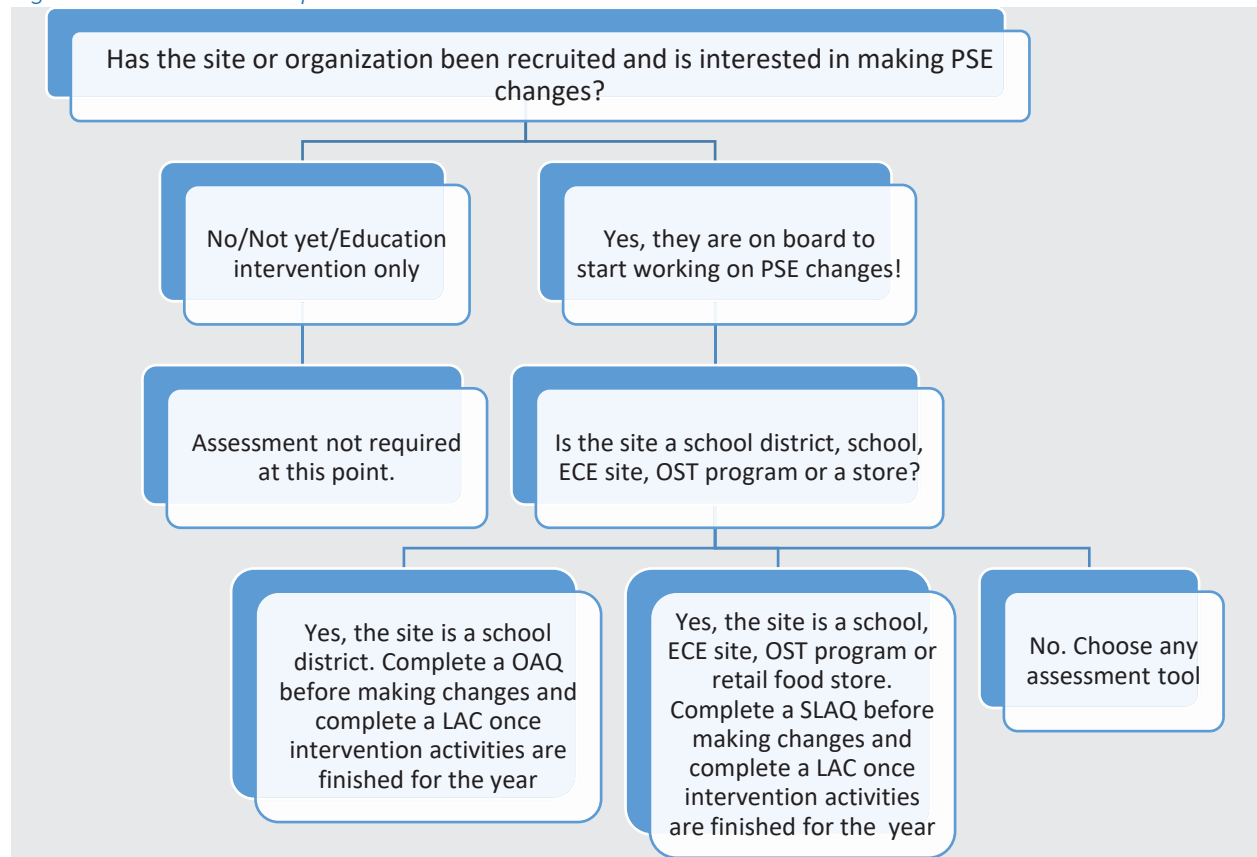 Has the site or organization been recruited and is interested in making PSE
changes?
No/Not yet/Education
intervention only
Yes, they are on board to
start working on PSE changes!
Assessment not required
at this point.
Is the site a school district, school,
ECE site, OST program or a store?
Yes, the site is a school
district. Complete a OAQ
before making changes and
complete a LAC once
intervention activities are
finished for the year
Yes, the site is a school,
ECE site, OST program or
retail food store.
Complete a SLAQ before
making changes and
complete a LAC once
intervention activities
are finished for the year
No. Choose any
assessment tool